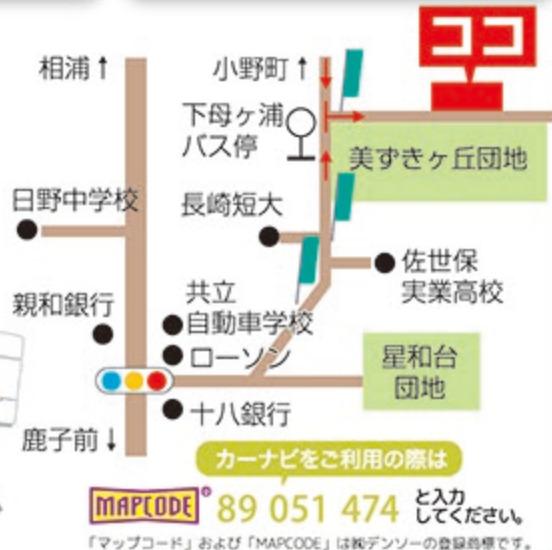 ココ
相浦↑
小野町↑
下母ヶ浦
バス停
美ずきヶ丘団地
日野中学校
長崎短大
佐世保
実業高校
親和銀行
共立
自動車学校
ローソン
星和台
団地
十八銀行
鹿子前↓
カーナビをご利用の際は
MAPCODE® 89 051 474 と入力
してください。
「マップコード」および「MAPCODE」は㈱デンソーの登録商標です。